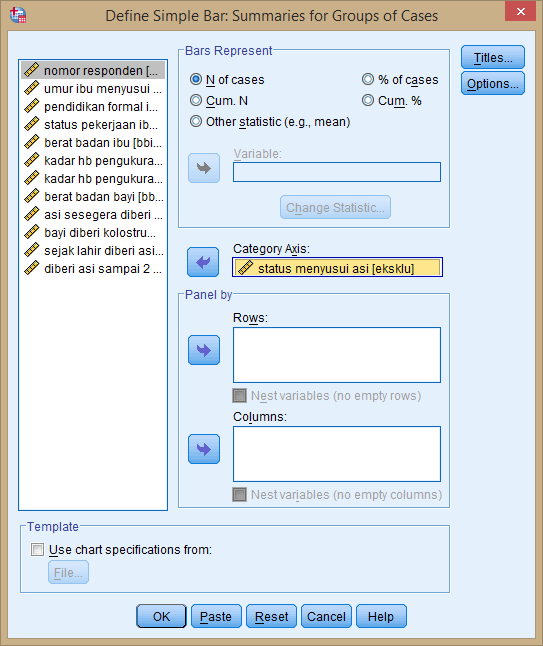 Define Simple Bar: Summaries for Groups of Cases
nomor responden [...
umur ibu menyusui ...
pendidikan formal i...
status pekerjaan ib...
berat badan ibu [bbi...
kadar hb pengukura...
kadar hb pengukura...
berat badan bayi [bb...
asi sesegera diberi ...
bayi diberi kolostru...
sejak lahir diberi asi...
diberi asi sampai 2 ...
Bars Represent
N of cases
% of cases
Cum. N
Cum. %
Other statistic (e.g., mean)
Variable:
Change Statistic...
Category Axis:
status menyusui asi [eksklu]
Panel by
Rows:
Nest variables (no empty rows)
Columns:
Nest variables (no empty columns)
Titles...
Options...
Template
Use chart specifications from:
File...
OK
Paste
Reset
Cancel
Help